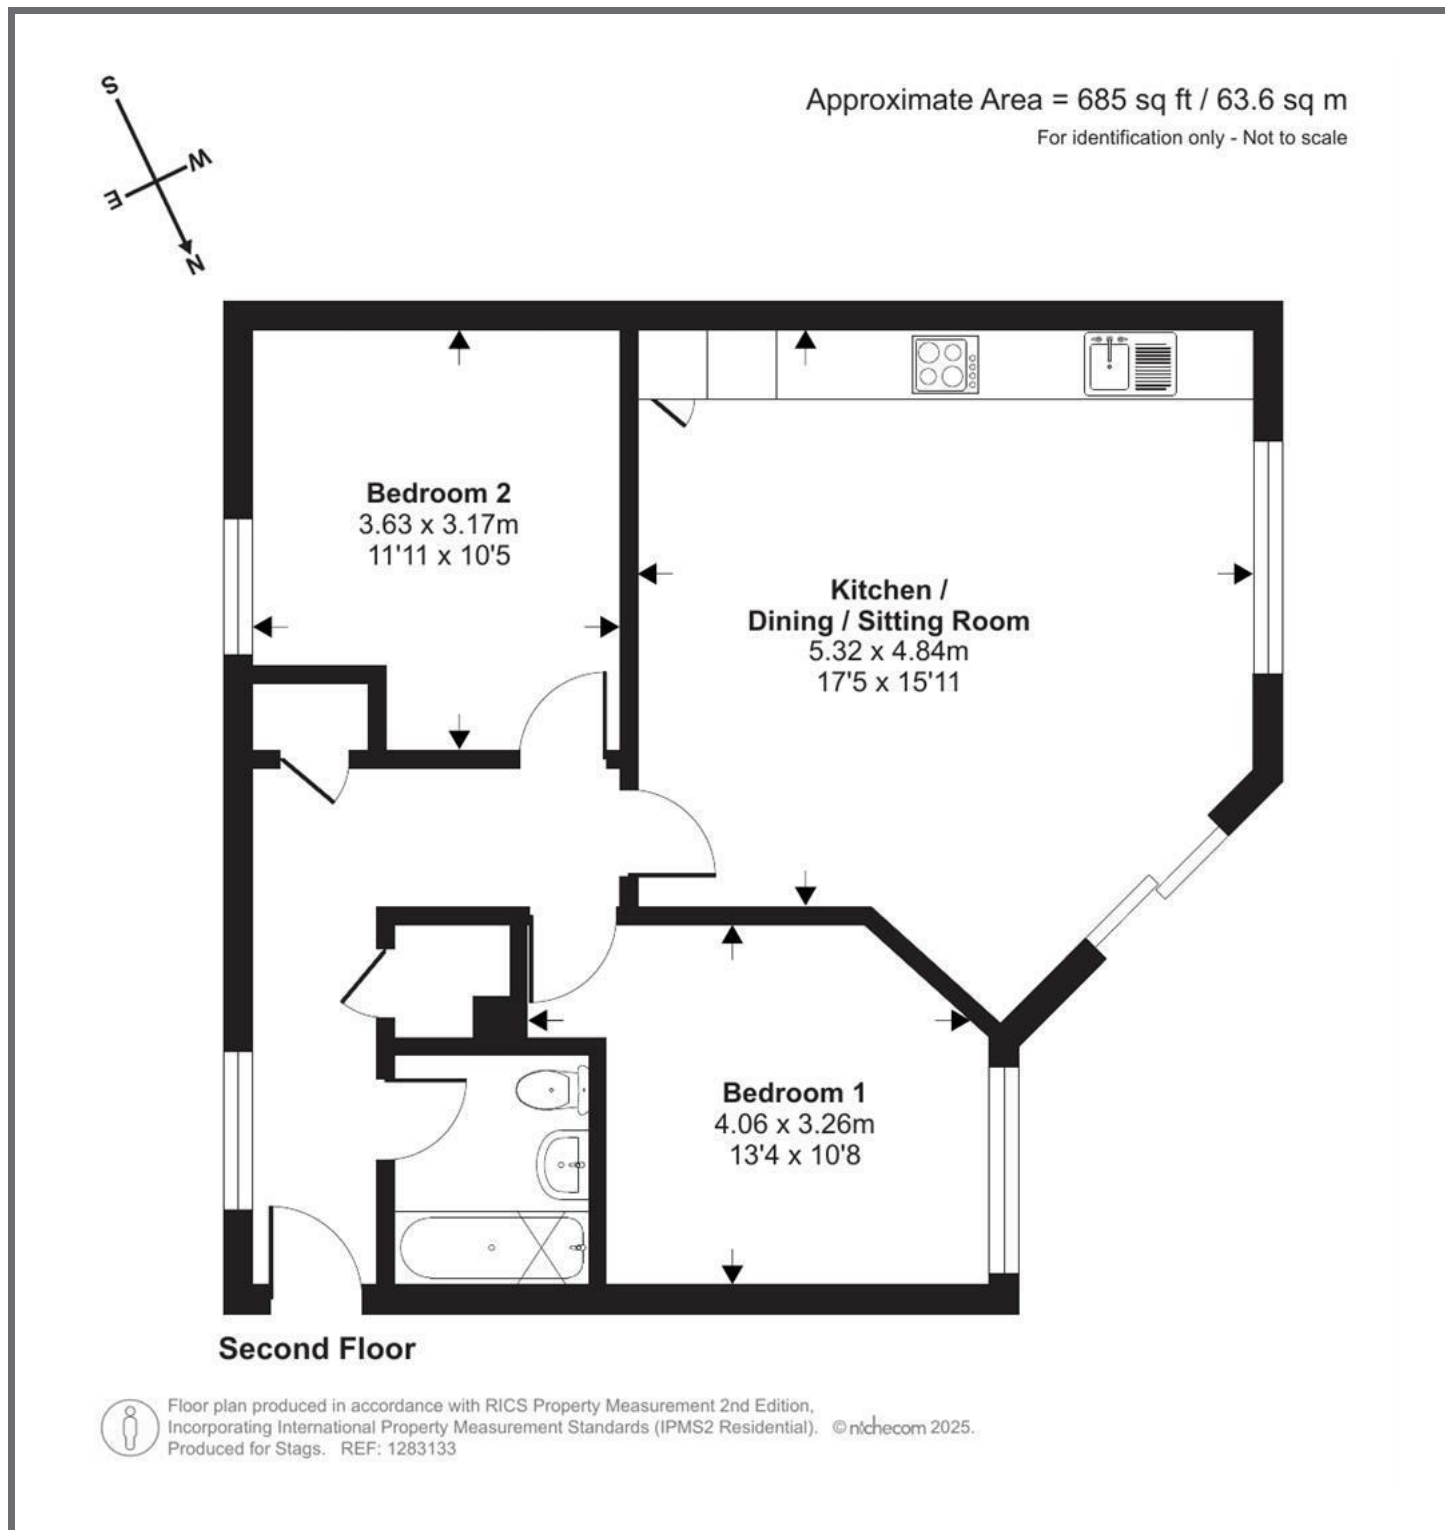 S
W
E
N
Approximate Area = 685 sq ft / 63.6 sq m
For identification only - Not to scale
Bedroom 2
3.63 x 3.17m
11'11 x 10'5
Kitchen /
Dining / Sitting Room
5.32 x 4.84m
17'5 x 15'11
Bedroom 1
4.06 x 3.26m
13'4 x 10'8
Second Floor
Floor plan produced in accordance with RICS Property Measurement 2nd Edition,
Incorporating International Property Measurement Standards (IPMS2 Residential). © nichecom 2025.
Produced for Stags. REF: 1283133